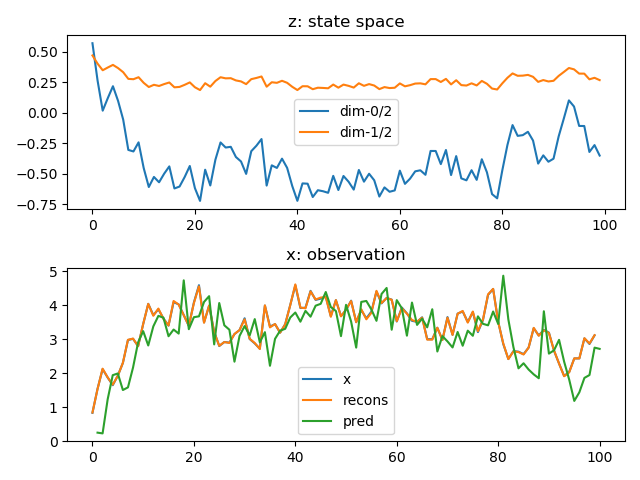 z: state space
0.50
0.25
0.00
−0.25
−0.50
−0.75
dim-0/2
dim-1/2
0 20 40 60 80 100
x: observation
5
4
3
2
1
0
x
recons
pred
0 20 40 60 80 100